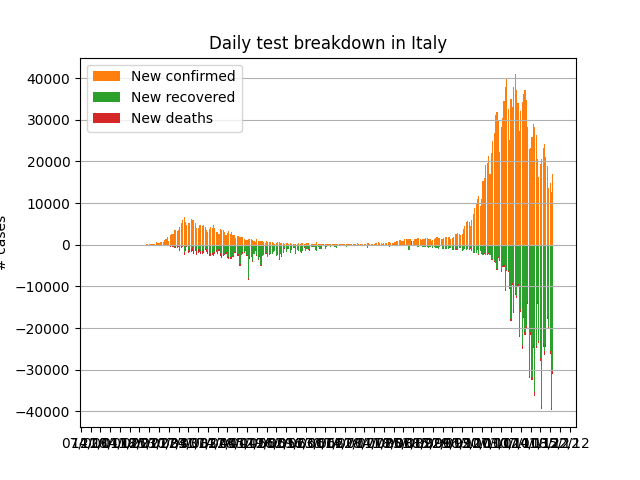 Daily test breakdown in Italy
New confirmed
New recovered
New deaths
40000
30000
20000
10000
0
−10000
−20000
−30000
−40000
# cases